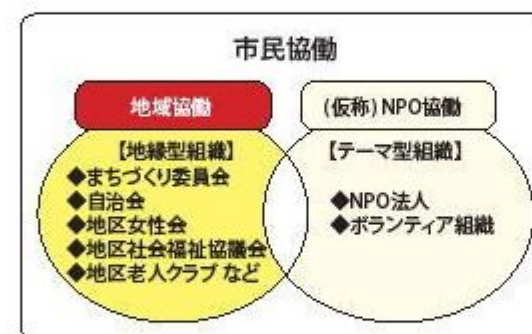 市民協働
地域協働
【地縁型組織】
◆まちづくり委員会
◆自治会
◆地区女性会
◆地区社会福祉協議会
◆地区老人クラブ など
(仮称)NPO協働
【テーマ型組織】
◆NPO法人
◆ボランティア組織